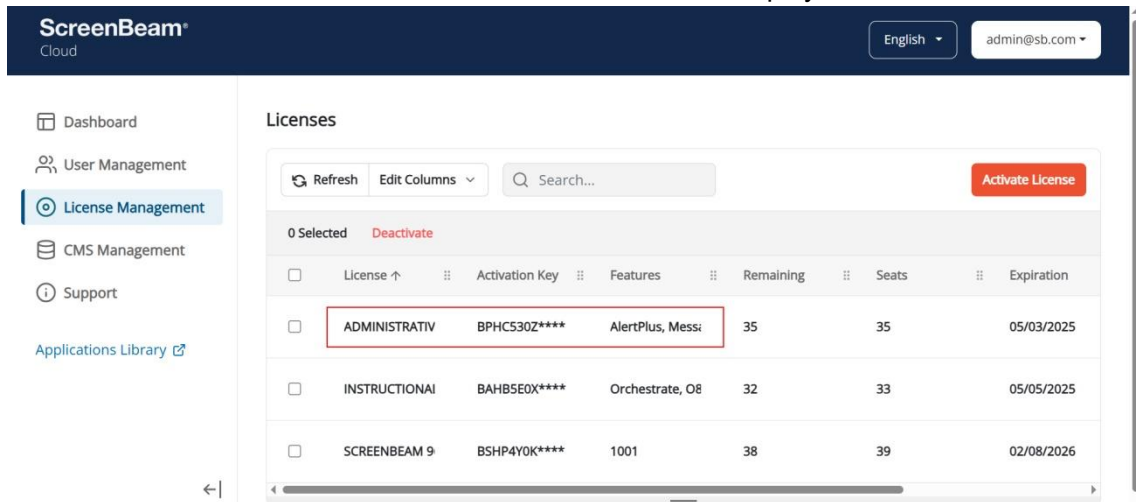 ScreenBeam®
Cloud
English
admin@sb.com
Dashboard
User Management
License Management
CMS Management
Support
Applications Library
Licenses
Refresh Edit Columns Search... Activate License
0 Selected Deactivate
License Activation Key Features Remaining Seats Expiration
ADMINISTRATIV BPHC530Z**** AlertPlus, Messa 35 35 05/03/2025
INSTRUCTIONAL BAHB5E0X**** Orchestrate, O8 32 33 05/05/2025
SCREENBEAM 9 BSHP4Y0K**** 1001 38 39 02/08/2026